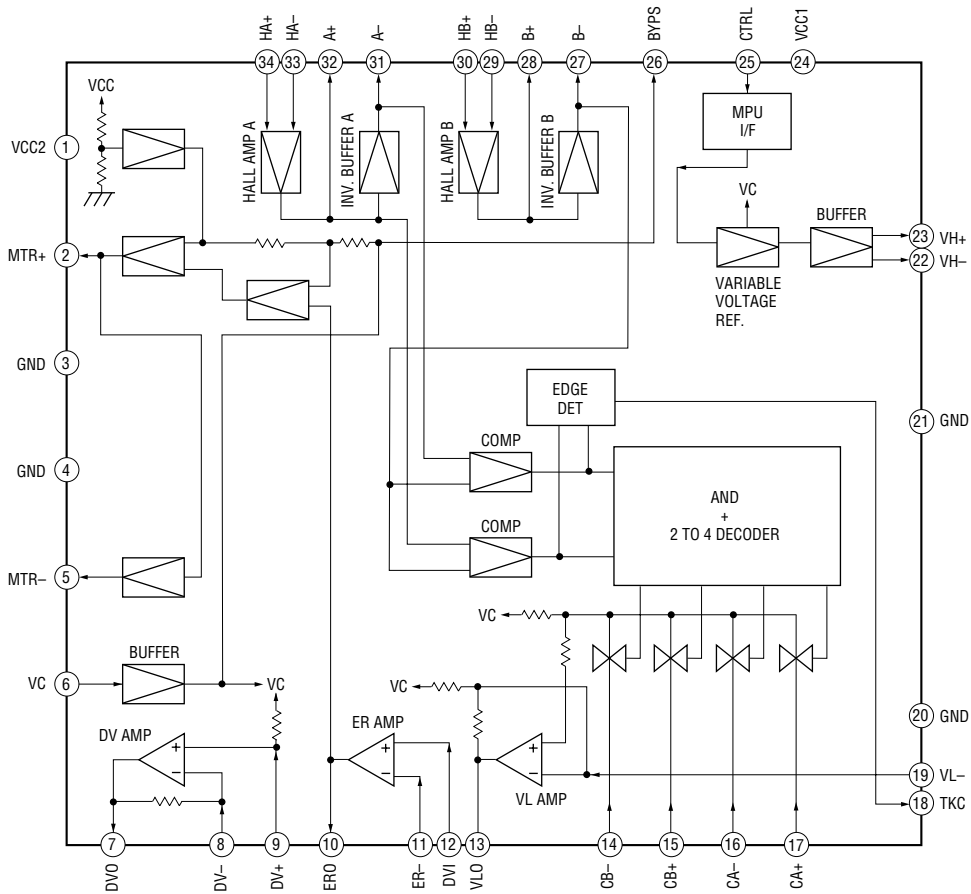 HA+
HA–
A+
A–
HB+
HB–
B+
B–
BYPS
CTRL
VCC1
34
33
32
31
30
29
28
27
26
25
24
VCC
MPU
I/F
VCC2
1
HALL AMP A
INV. BUFFER A
HALL AMP B
INV. BUFFER B
VC
BUFFER
MTR+
2
23
VH+
22
VH–
VARIABLE
VOLTAGE
REF.
GND
3
EDGE
DET
21
GND
COMP
GND
4
AND
+
2 TO 4 DECODER
COMP
MTR–
5
VC
BUFFER
VC
6
VC
VC
20
GND
DV AMP
ER AMP
+
–
+
–
+
–
VL AMP
19
VL–
18
TKC
7
8
9
10
11
12
13
14
15
16
17
DVO
DV–
DV+
ERO
ER–
DVI
VLO
CB–
CB+
CA–
CA+